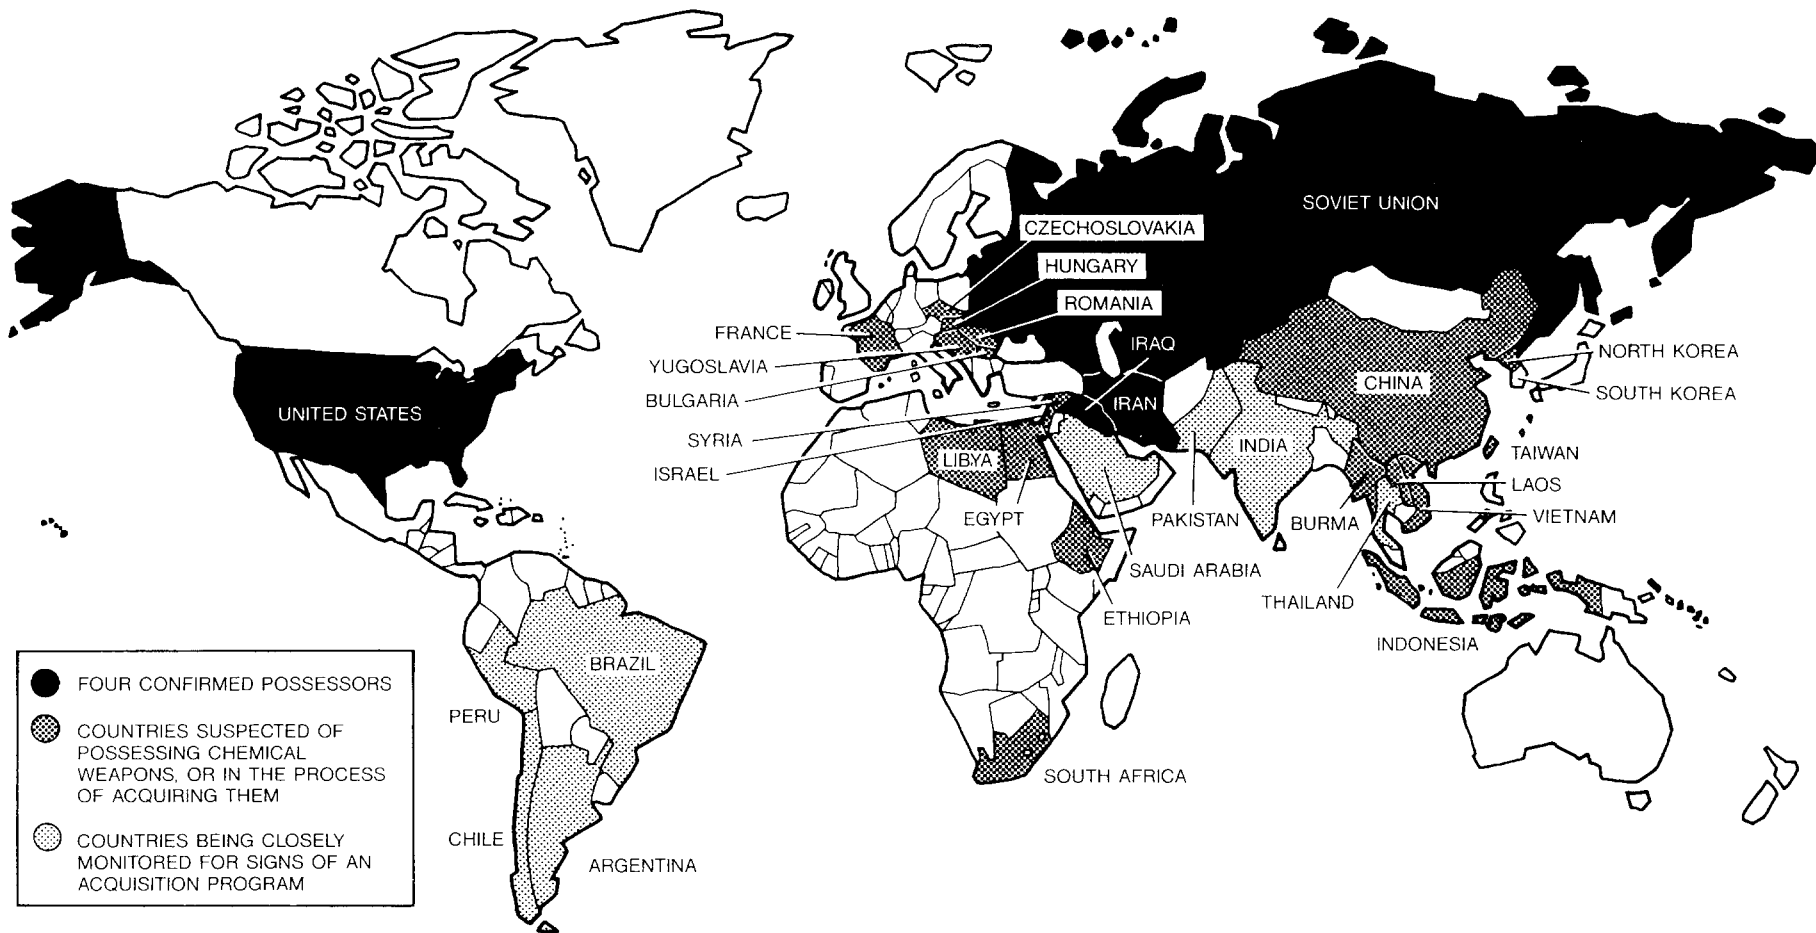 SOVIET UNION
CZECHOSLOVAKIA
HUNGARY
ROMANIA
FRANCE
IRAQ
YUGOSLAVIA
NORTH KOREA
CHINA
SOUTH KOREA
BULGARIA
IRAN
UNITED STATES
SYRIA
INDIA
TAIWAN
LIBYA
ISRAEL
LAOS
EGYPT
PAKISTAN
BURMA
VIETNAM
SAUDI ARABIA
THAILAND
ETHIOPIA
INDONESIA
BRAZIL
PERU
SOUTH AFRICA
CHILE
ARGENTINA
FOUR CONFIRMED POSSESSORS
COUNTRIES SUSPECTED OF
POSSESSING CHEMICAL
WEAPONS, OR IN THE PROCESS
OF ACQUIRING THEM
COUNTRIES BEING CLOSELY
MONITORED FOR SIGNS OF AN
ACQUISITION PROGRAM